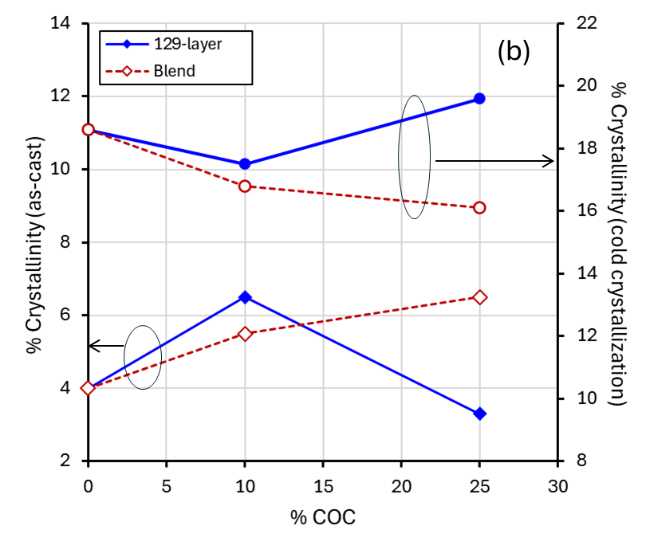 14
12
10
8
6
4
2
% Crystallinity (as-cast)
129-layer
Blend
(b)
22
20
18
16
14
12
10
8
% Crystallinity (cold crystallization)
0 5 10 15 20 25 30
% COC